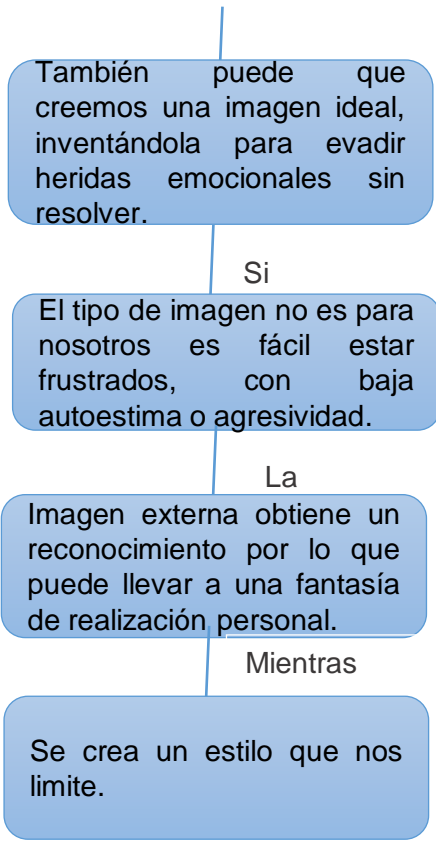 También puede que
creemos una imagen ideal,
inventándola para evadir
heridas emocionales sin
resolver.
Si
El tipo de imagen no es para
nosotros es fácil estar
frustrados, con baja
autoestima o agresividad.
La
Imagen externa obtiene un
reconocimiento por lo que
puede llevar a una fantasía
de realización personal.
Mientras
Se crea un estilo que nos
limite.